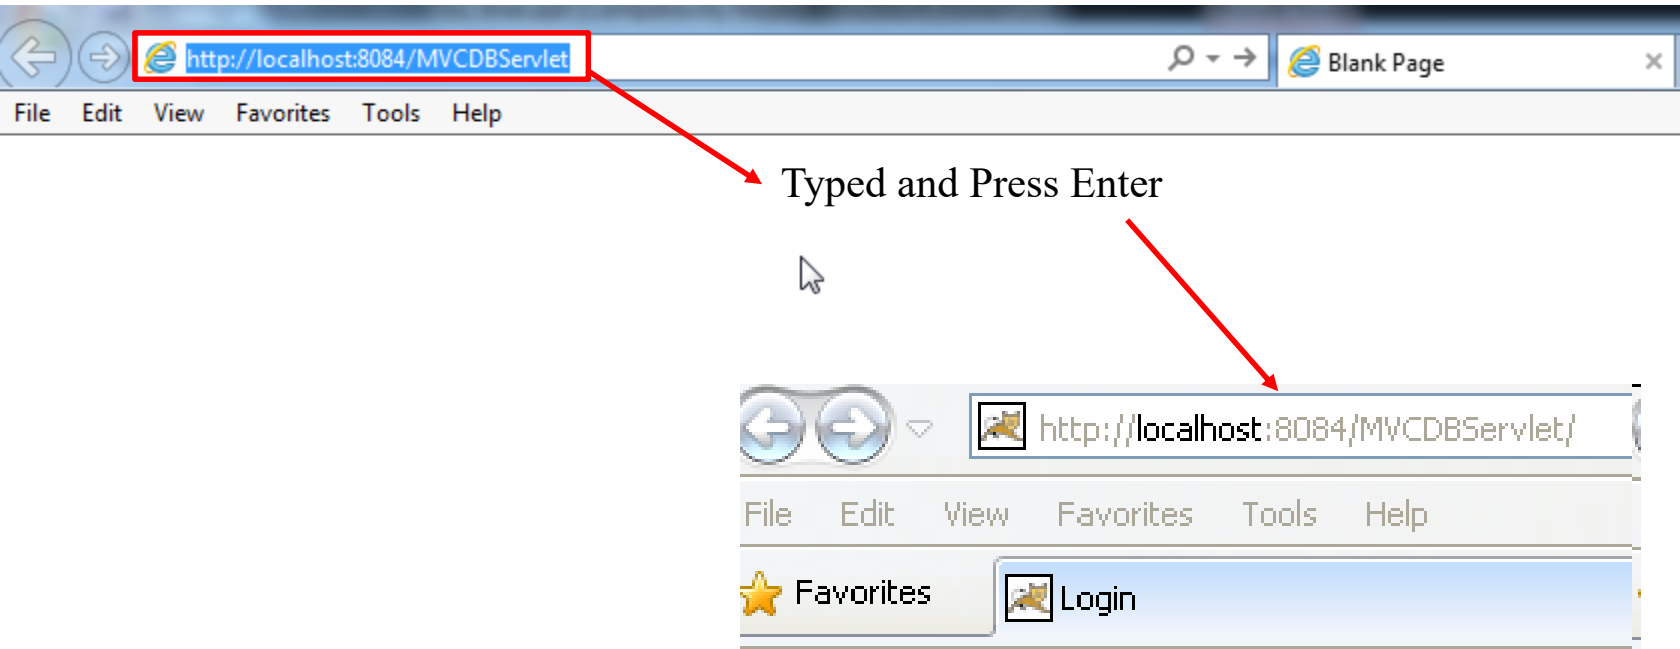 http://localhost:8084/MVCDBServlet
Blank Page
File Edit View Favorites Tools Help
Typed and Press Enter
http://localhost:8084/MVCDBServlet/
File Edit View Favorites Tools Help
Favorites
Login